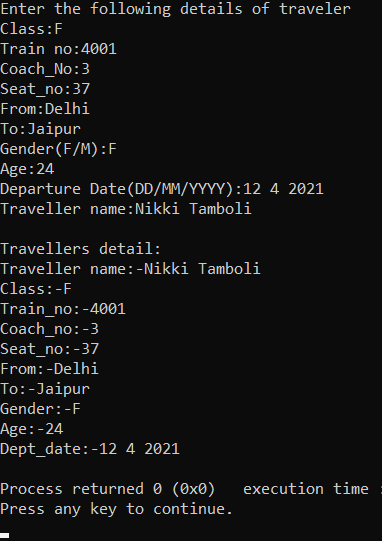 Enter the following details of traveler
Class:F
Train no:4001
Coach_No:3
Seat_no:37
From:Delhi
To:Jaipur
Gender(F/M):F
Age:24
Departure Date(DD/MM/YYYY):12 4 2021
Traveller name:Nikki Tamboli
Travellers detail:
Traveller name:-Nikki Tamboli
Class:-F
Train_no:-4001
Coach_no:-3
Seat_no:-37
From:-Delhi
To:-Jaipur
Gender:-F
Age:-24
Dept_date:-12 4 2021
Process returned 0 (0x0)   execution time :
Press any key to continue.